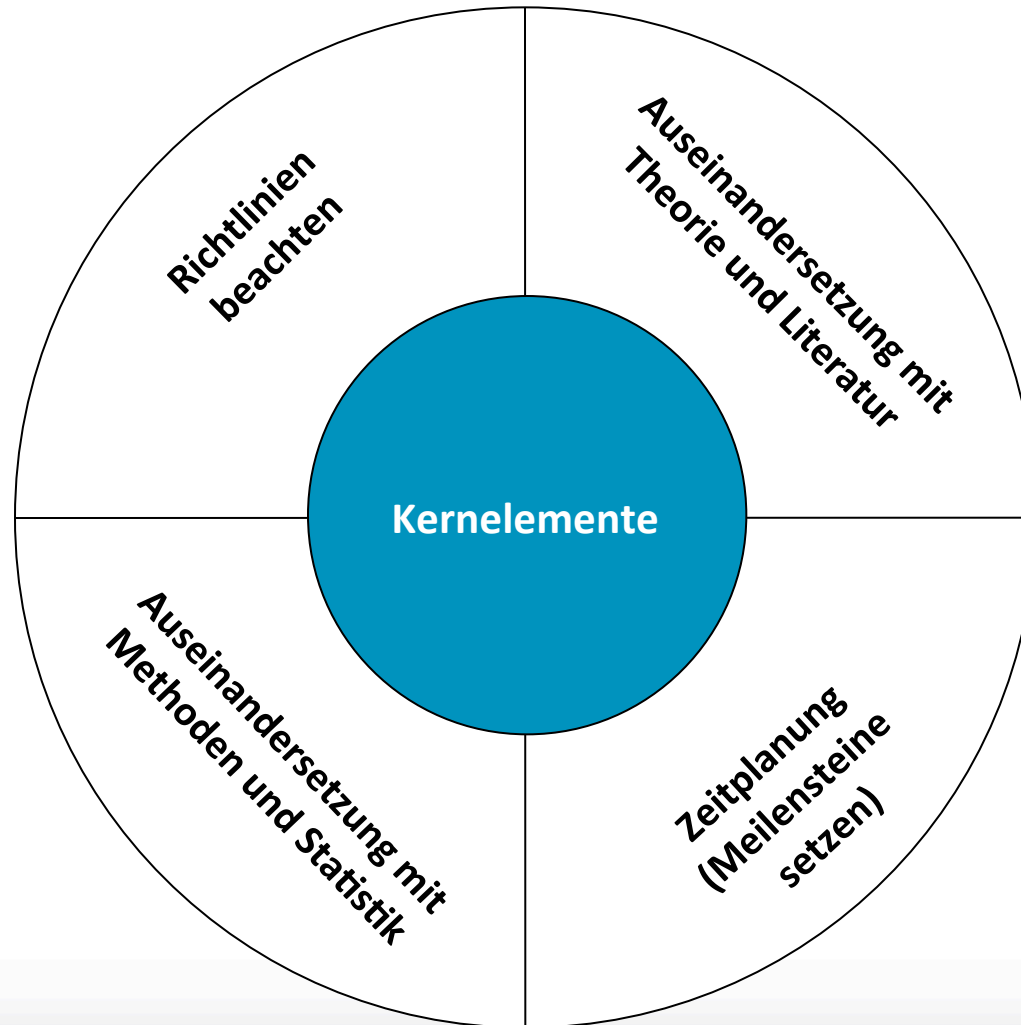 Richtlinien
beachten
Auseinandersetzung mit
Theorie und Literatur
Kernelemente
Auseinandersetzung mit
Methoden und Statistik
Zeitplanung
(Meilensteine
setzen)